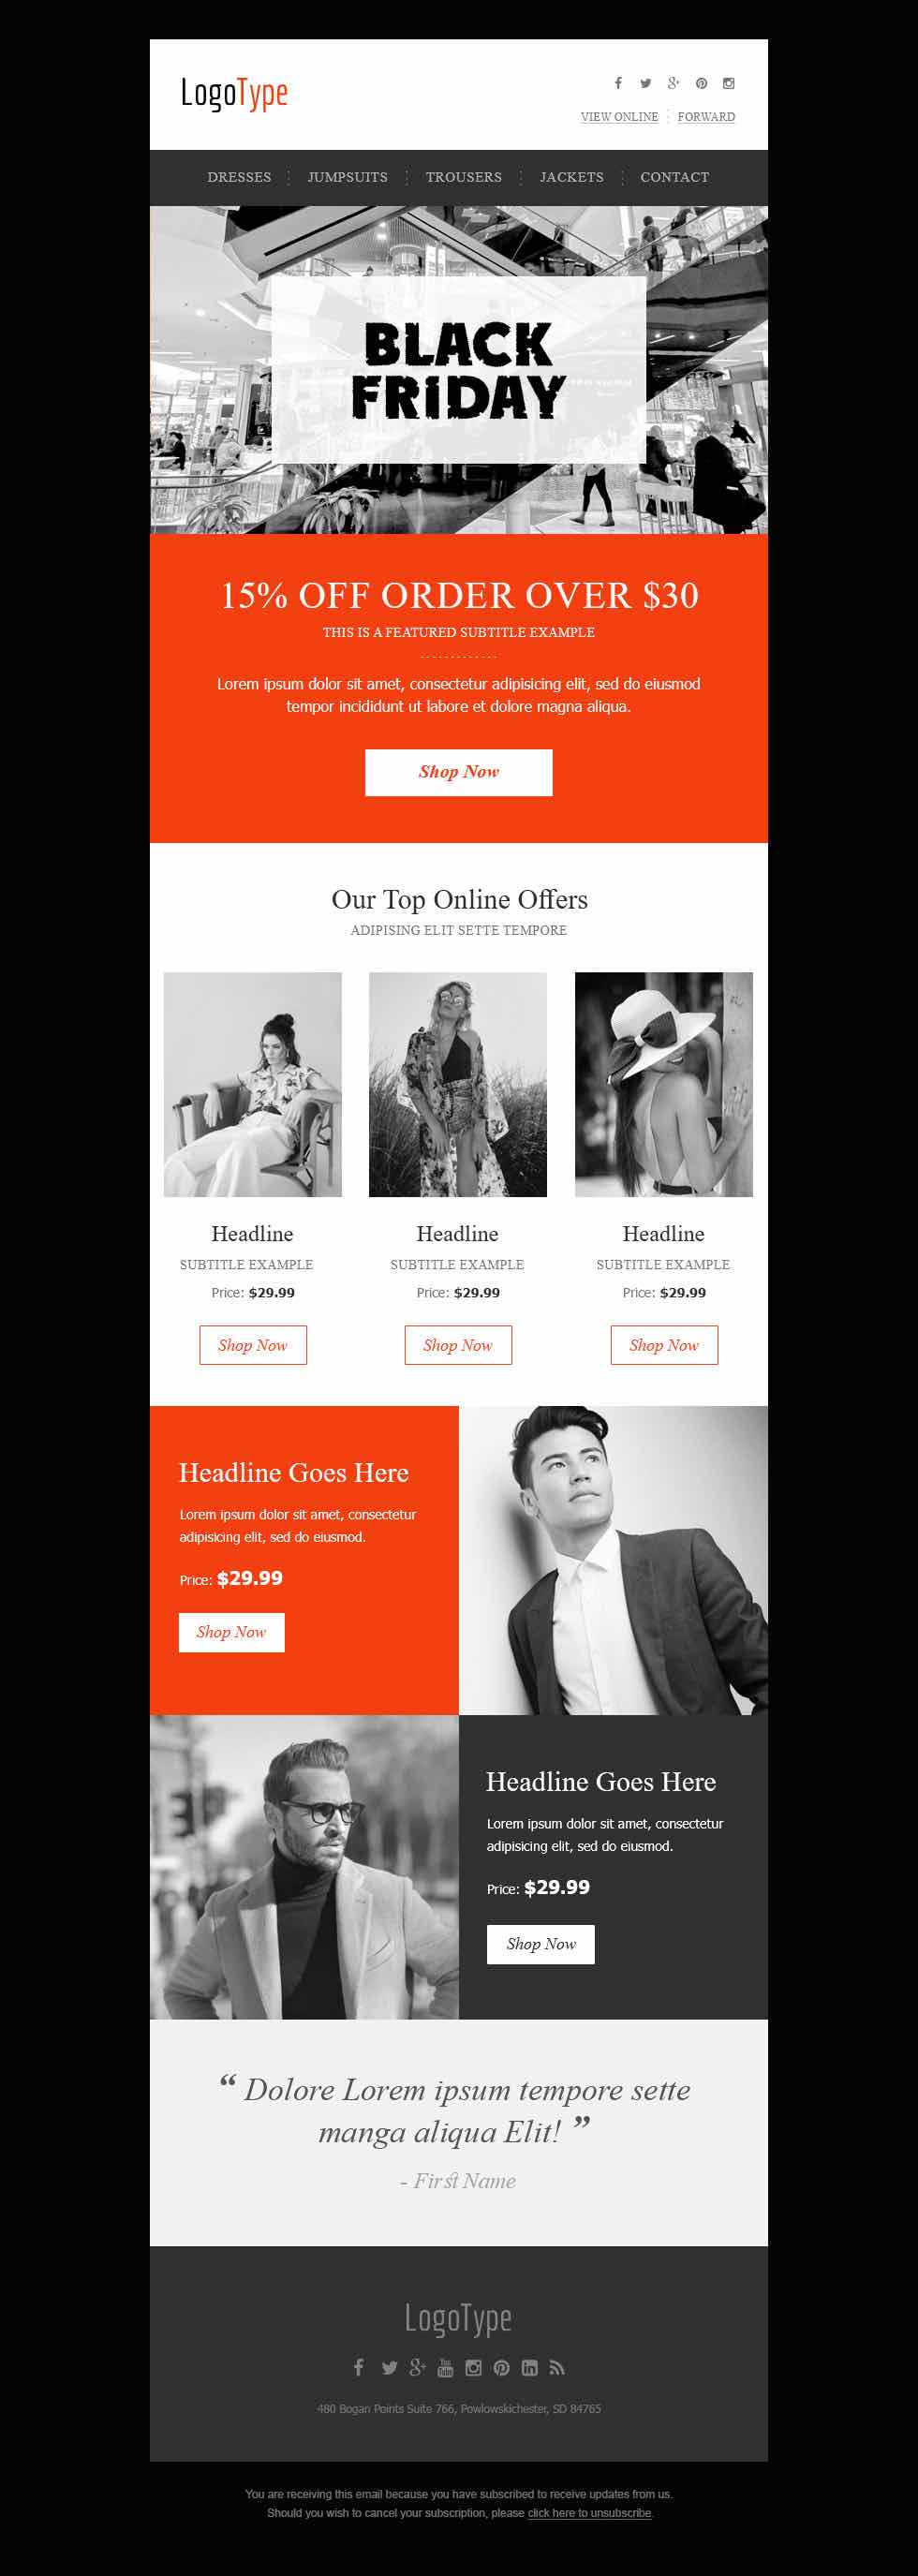 LogoType
VIEW ONLINE
FORWARD
DRESSES
JUMPSUITS
TROUSERS
JACKETS
CONTACT
BLACK
FRIDAY
15% OFF ORDER OVER $30
THIS IS A FEATURED SUBTITLE EXAMPLE
Lorem ipsum dolor sit amet, consectetur adipisicing elit, sed do eiusmod
tempor incididunt ut labore et dolore magna aliqua.
Shop Now
Our Top Online Offers
ADIPISING ELIT SETTE TEMPORE
Headline
SUBTITLE EXAMPLE
Price: $29.99
Shop Now
Headline
SUBTITLE EXAMPLE
Price: $29.99
Shop Now
Headline
SUBTITLE EXAMPLE
Price: $29.99
Shop Now
Headline Goes Here
Lorem ipsum dolor sit amet, consectetur
adipisicing elit, sed do eiusmod.
Price: $29.99
Shop Now
Headline Goes Here
Lorem ipsum dolor sit amet, consectetur
adipisicing elit, sed do eiusmod.
Price: $29.99
Shop Now
“ Dolore Lorem ipsum tempore sette
manga aliqua Elit! ”
- First Name
LogoType
480 Bogan Points Suite 766, Powlowskichester, SD 84765
You are receiving this email because you have subscribed to receive updates from us.
Should you wish to cancel your subscription, please click here to unsubscribe.